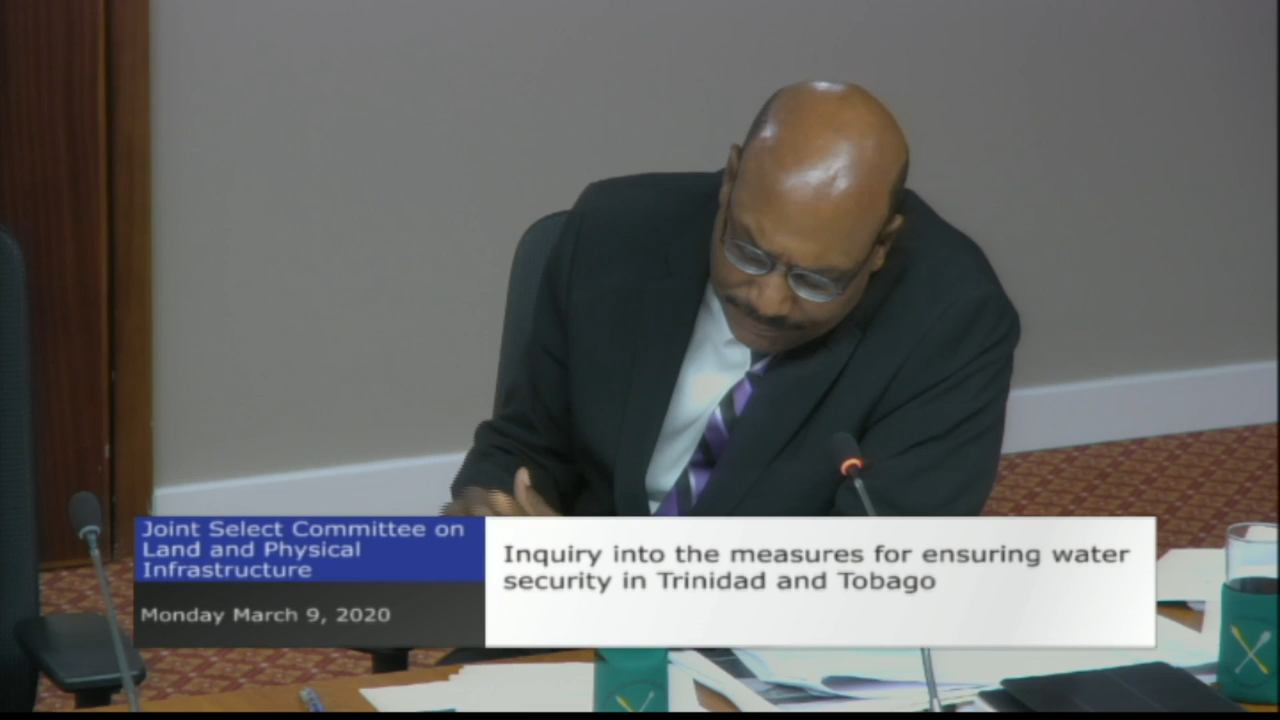 Joint Select Committee on
Land and Physical
Infrastructure
Monday March 9, 2020
Inquiry into the measures for ensuring water
security in Trinidad and Tobago